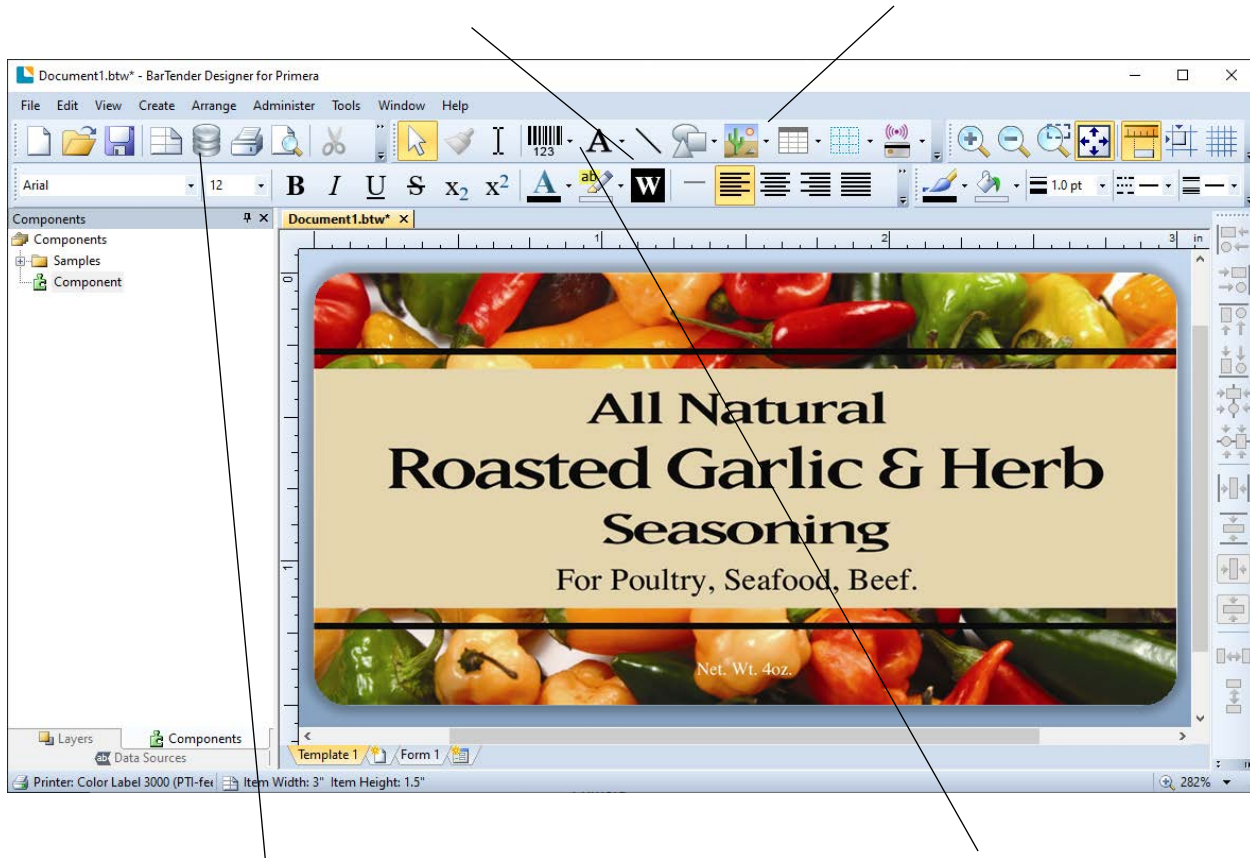 Document1.btw* - BarTender Designer for Primera
File Edit View Create Arrange Administer Tools Window Help
123 A
Arial 12 B I U S x2 x2 A ab W 1.0 pt
Components Document1.btw*
Components
Samples
Component
1 2 3 in
0
1
All Natural
Roasted Garlic & Herb
Seasoning
For Poultry, Seafood, Beef.
Net. Wt. 4oz.
Layers Components
Data Sources
Template 1 Form 1
Printer: Color Label 3000 (PTI-fee Item Width: 3" Item Height: 1.5" 282%